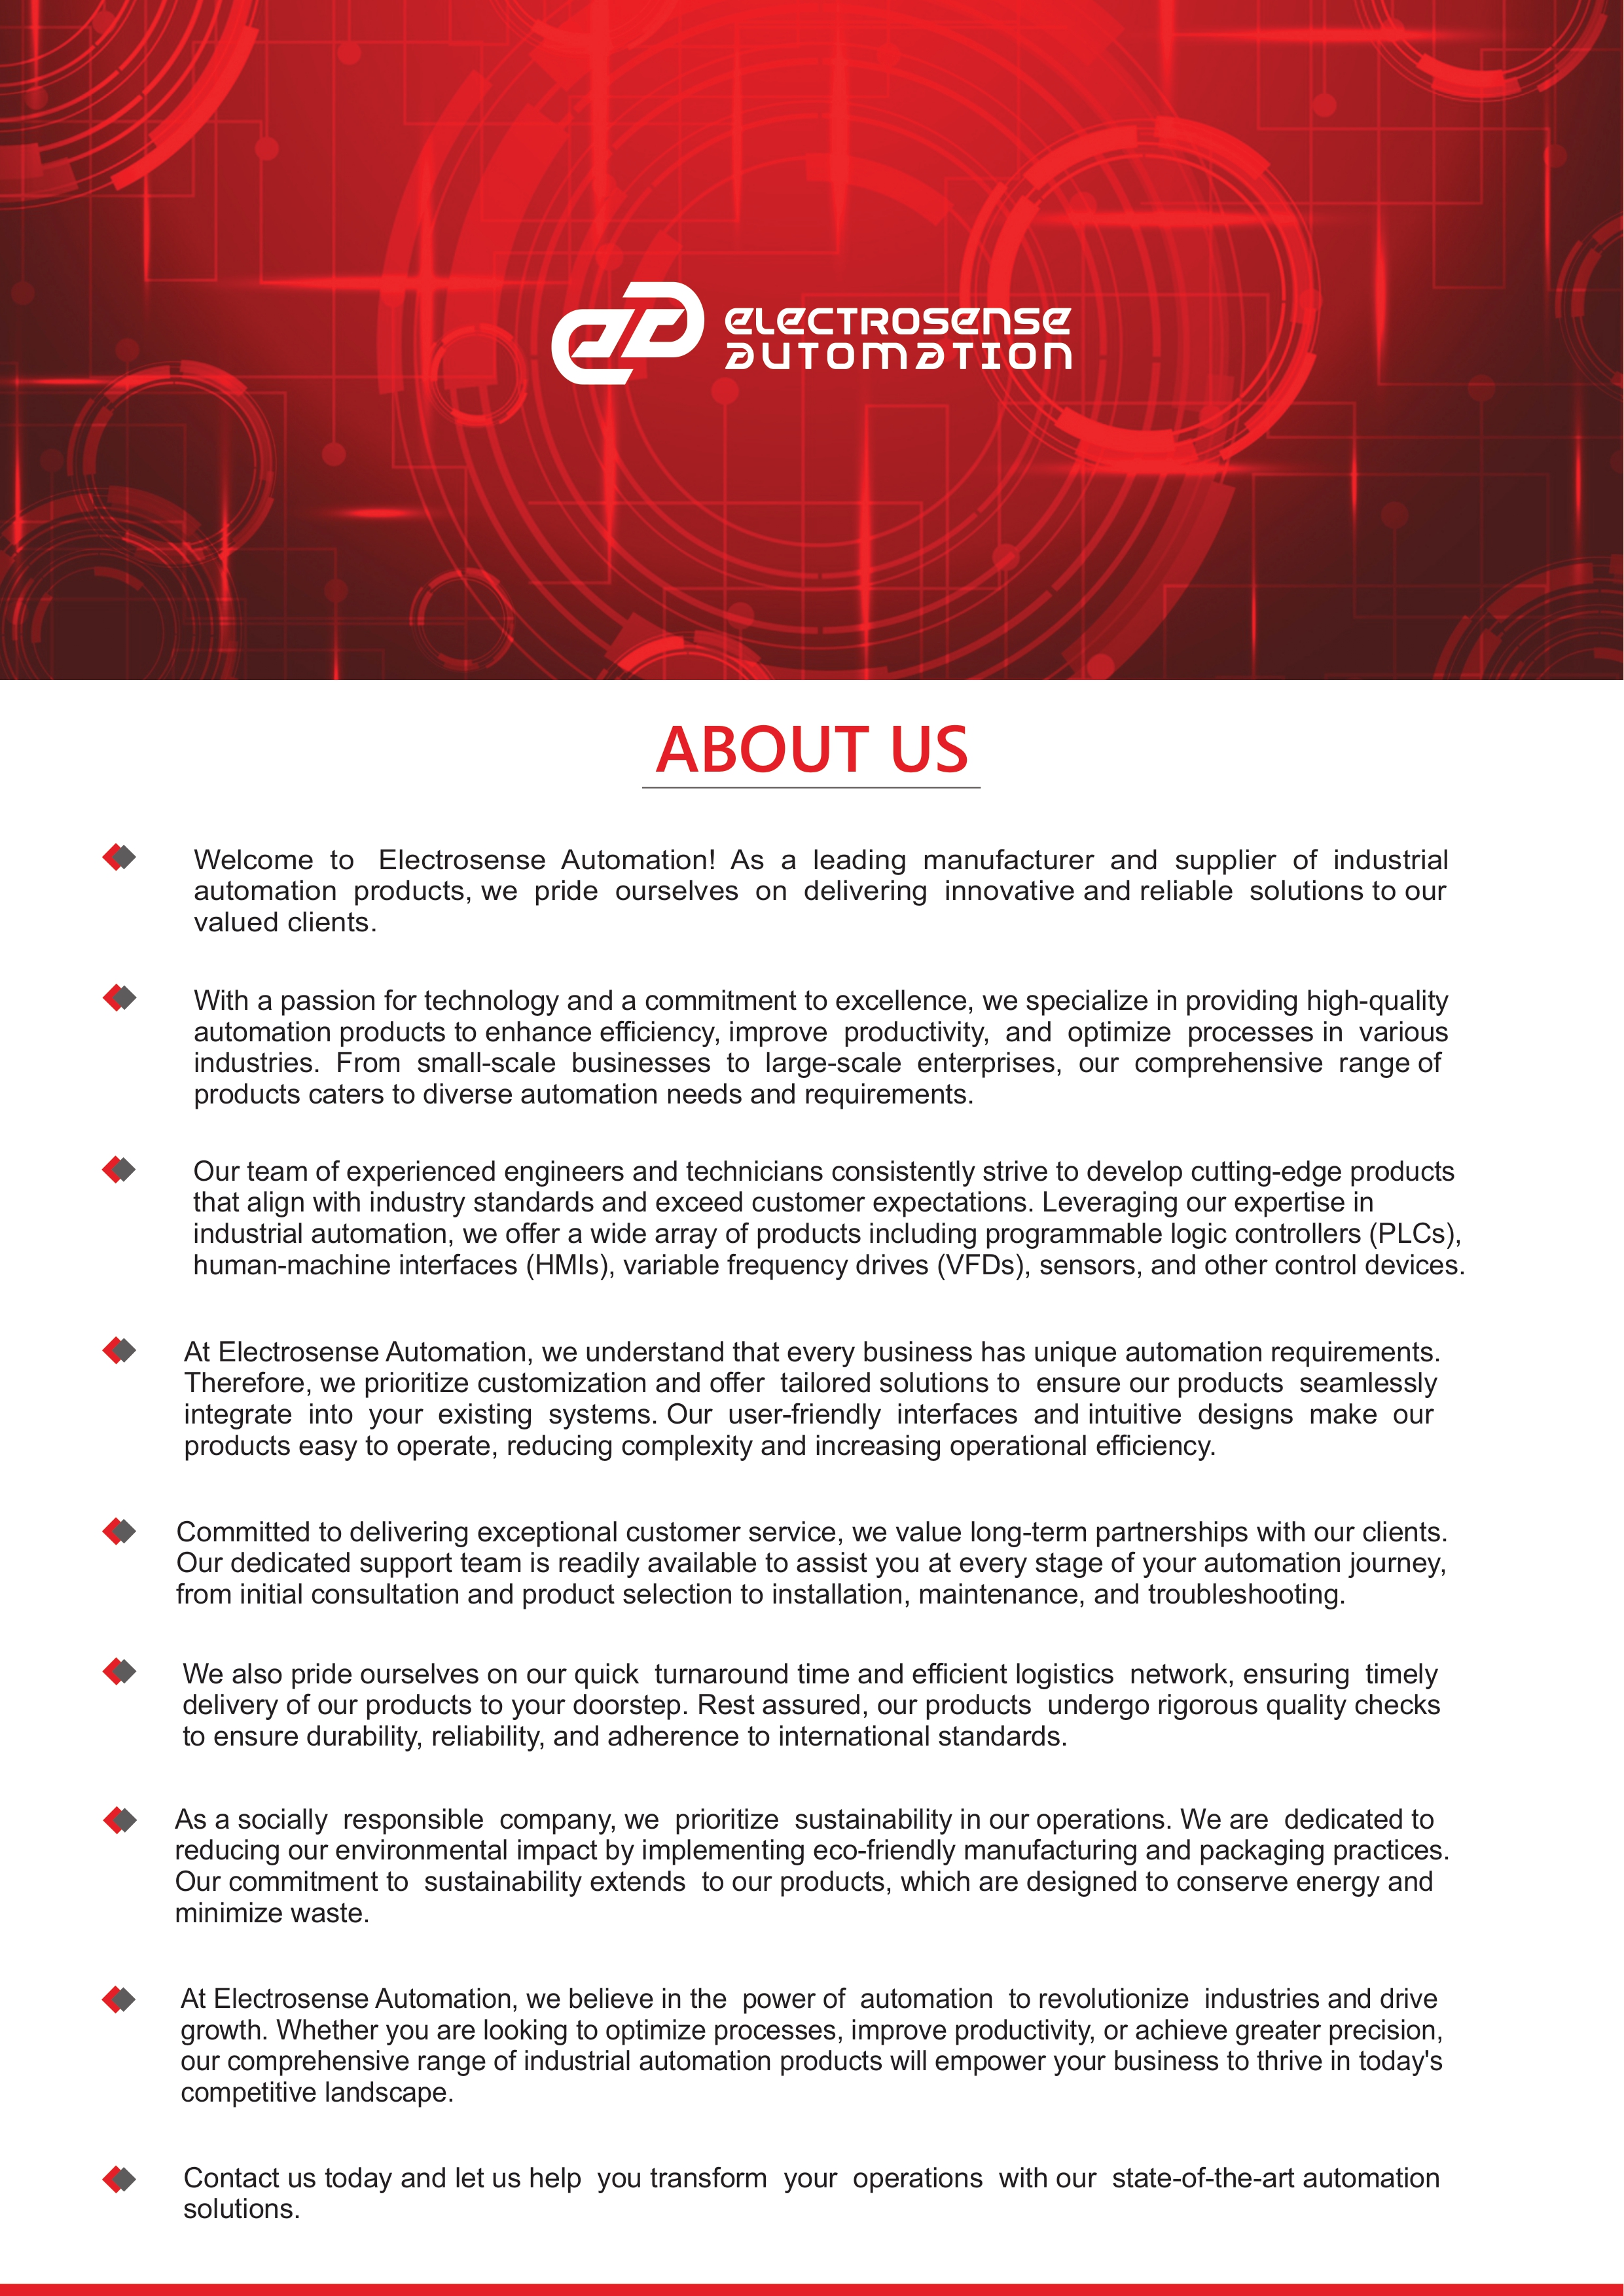 ELECTROSENSE
AUTOMATION
ABOUT US
Welcome to Electrosense Automation! As a leading manufacturer and supplier of industrial
automation products, we pride ourselves on delivering innovative and reliable solutions to our
valued clients.
With a passion for technology and a commitment to excellence, we specialize in providing high-quality
automation products to enhance efficiency, improve productivity, and optimize processes in various
industries. From small-scale businesses to large-scale enterprises, our comprehensive range of
products caters to diverse automation needs and requirements.
Our team of experienced engineers and technicians consistently strive to develop cutting-edge products
that align with industry standards and exceed customer expectations. Leveraging our expertise in
industrial automation, we offer a wide array of products including programmable logic controllers (PLCs),
human-machine interfaces (HMIs), variable frequency drives (VFDs), sensors, and other control devices.
At Electrosense Automation, we understand that every business has unique automation requirements.
Therefore, we prioritize customization and offer tailored solutions to ensure our products seamlessly
integrate into your existing systems. Our user-friendly interfaces and intuitive designs make our
products easy to operate, reducing complexity and increasing operational efficiency.
Committed to delivering exceptional customer service, we value long-term partnerships with our clients.
Our dedicated support team is readily available to assist you at every stage of your automation journey,
from initial consultation and product selection to installation, maintenance, and troubleshooting.
We also pride ourselves on our quick turnaround time and efficient logistics network, ensuring timely
delivery of our products to your doorstep. Rest assured, our products undergo rigorous quality checks
to ensure durability, reliability, and adherence to international standards.
As a socially responsible company, we prioritize sustainability in our operations. We are dedicated to
reducing our environmental impact by implementing eco-friendly manufacturing and packaging practices.
Our commitment to sustainability extends to our products, which are designed to conserve energy and
minimize waste.
At Electrosense Automation, we believe in the power of automation to revolutionize industries and drive
growth. Whether you are looking to optimize processes, improve productivity, or achieve greater precision,
our comprehensive range of industrial automation products will empower your business to thrive in today's
competitive landscape.
Contact us today and let us help you transform your operations with our state-of-the-art automation
solutions.